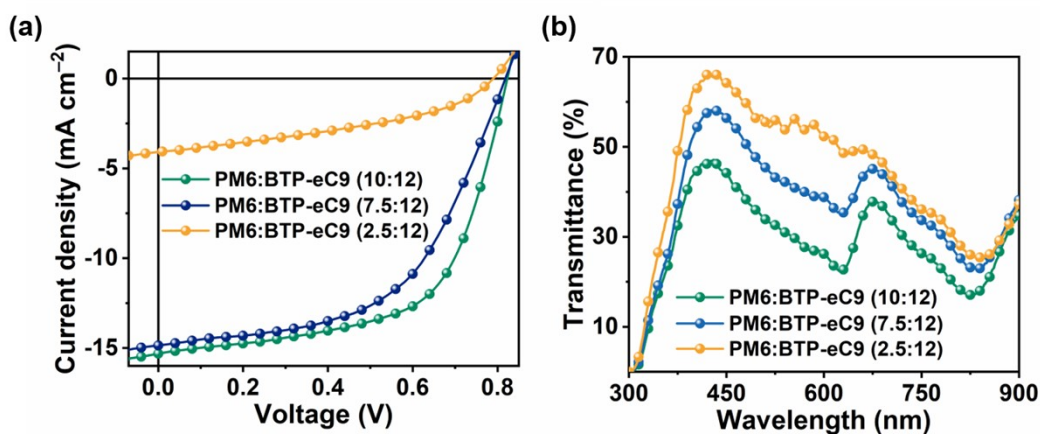 (a)
Current density (mA cm⁻²)
0
-5
-10
-15
PM6:BTP-eC9 (10:12)
PM6:BTP-eC9 (7.5:12)
PM6:BTP-eC9 (2.5:12)
0.0
0.2
0.4
0.6
0.8
Voltage (V)
(b)
Transmittance (%)
70
50
30
10
PM6:BTP-eC9 (10:12)
PM6:BTP-eC9 (7.5:12)
PM6:BTP-eC9 (2.5:12)
300
450
600
750
900
Wavelength (nm)